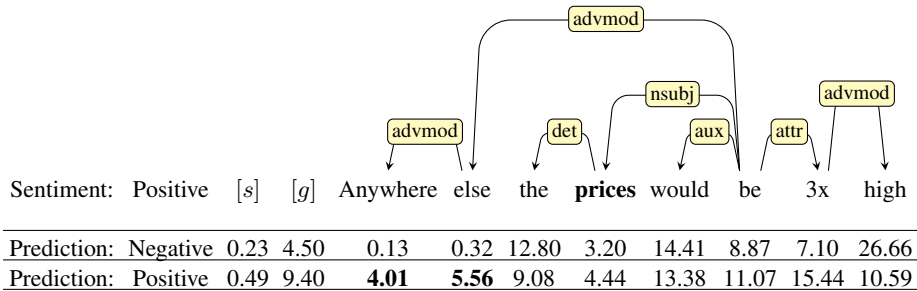 advmod
nsubj advmod
advmod det aux attr
Sentiment: Positive [s] [g] Anywhere else the prices would be 3x high
Prediction: Negative 0.23 4.50 0.13 0.32 12.80 3.20 14.41 8.87 7.10 26.66
Prediction: Positive 0.49 9.40 4.01 5.56 9.08 4.44 13.38 11.07 15.44 10.59